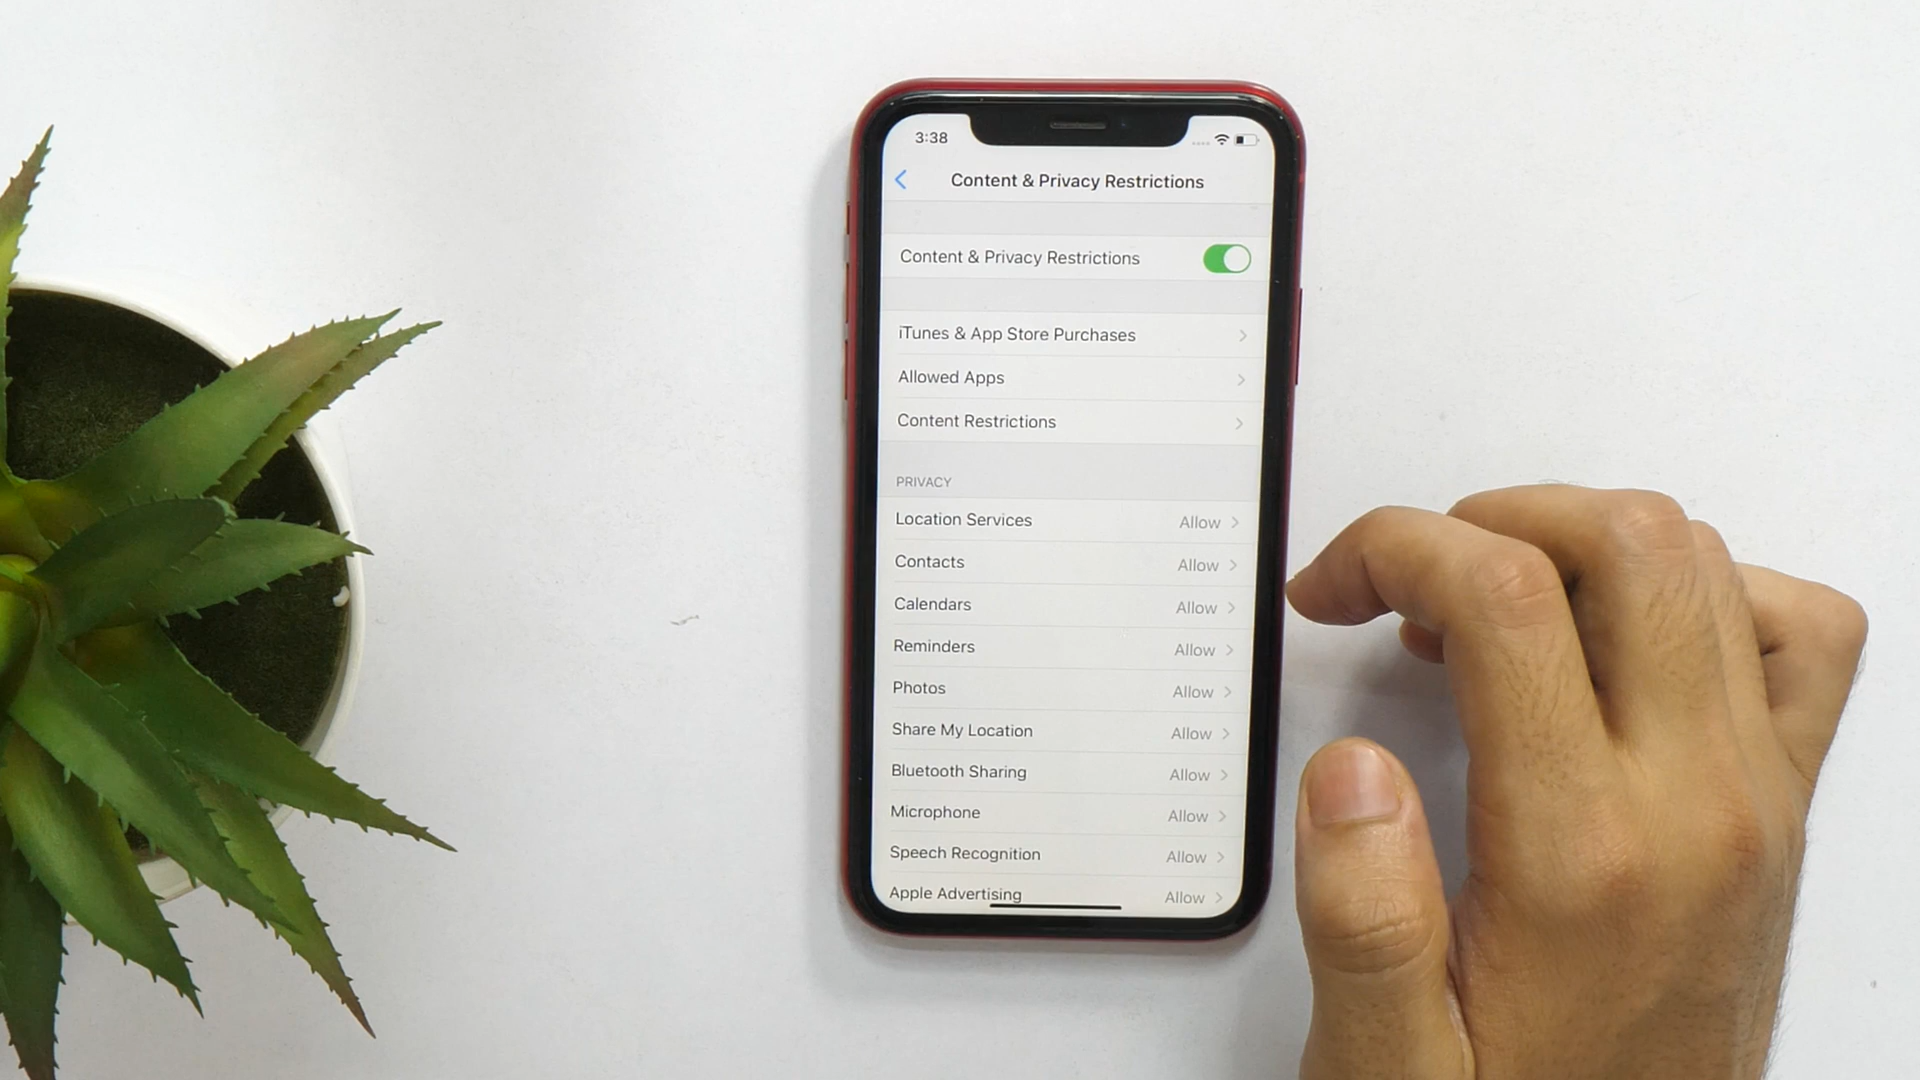 3:38
Content & Privacy Restrictions
Content & Privacy Restrictions
iTunes & App Store Purchases
Allowed Apps
Content Restrictions
PRIVACY
Location Services Allow
Contacts Allow
Calendars Allow
Reminders Allow
Photos Allow
Share My Location Allow
Bluetooth Sharing Allow
Microphone Allow
Speech Recognition Allow
Apple Advertising Allow